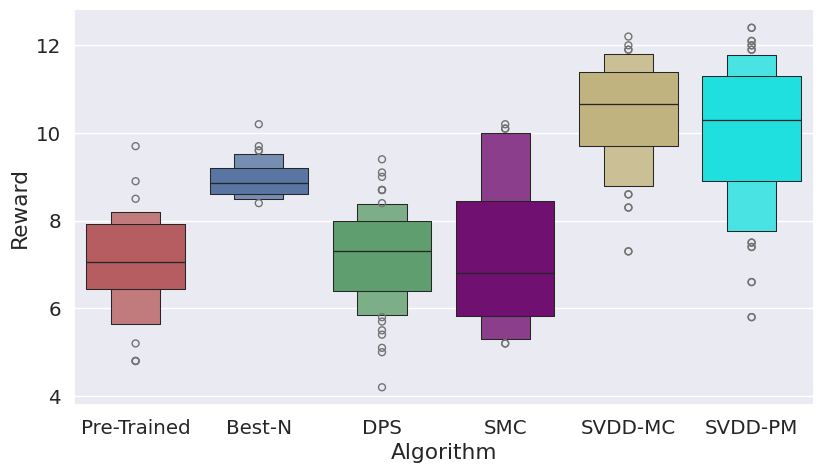 Reward
12
10
8
6
4
Pre-Trained Best-N DPS SMC SVDD-MC SVDD-PM
Algorithm